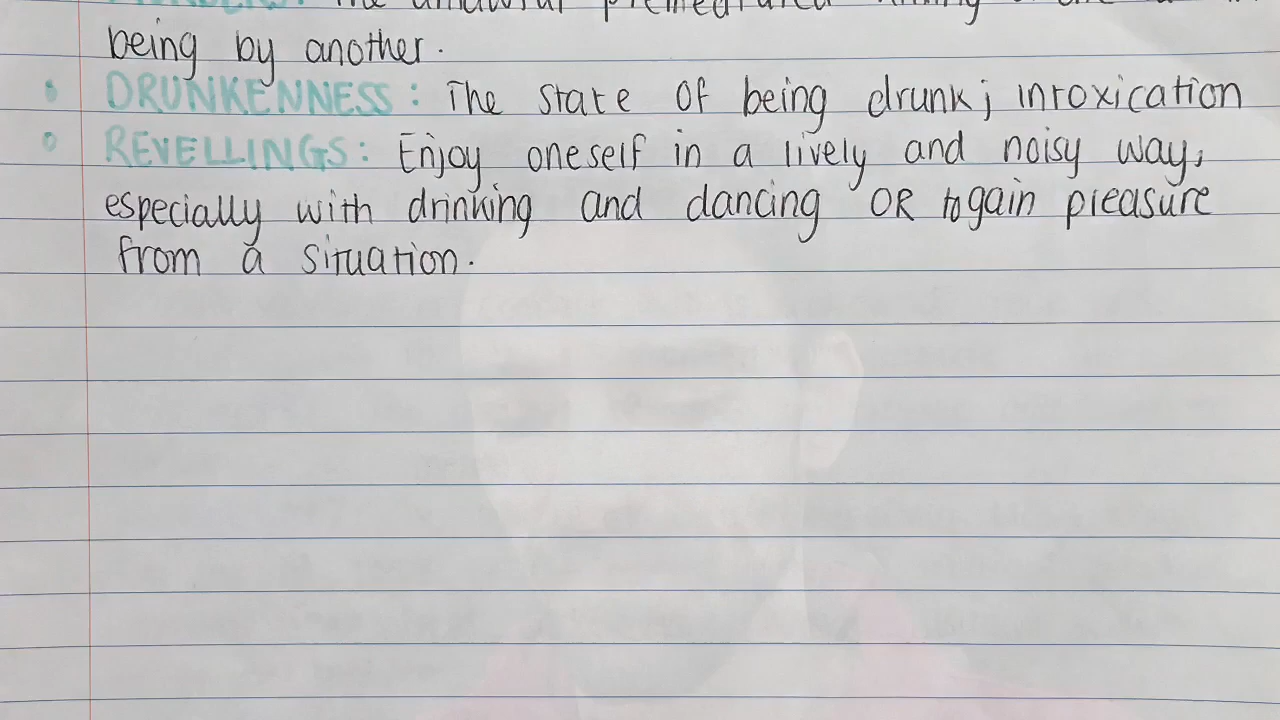 being by another.
• DRUNKENNESS: The state of being drunk; intoxication
• REVELLINGS: Enjoy oneself in a lively and noisy way,
especially with drinking and dancing OR to gain pleasure
from a situation.